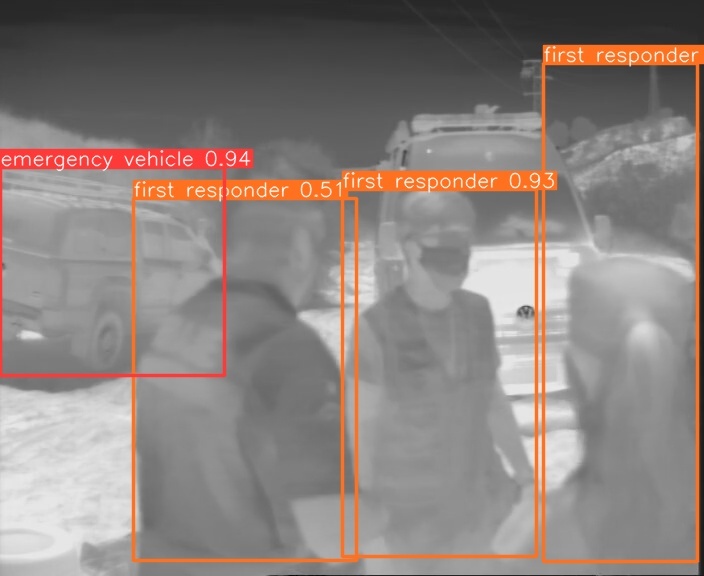 first responder
emergency vehicle 0.94
first responder 0.51
first responder 0.93